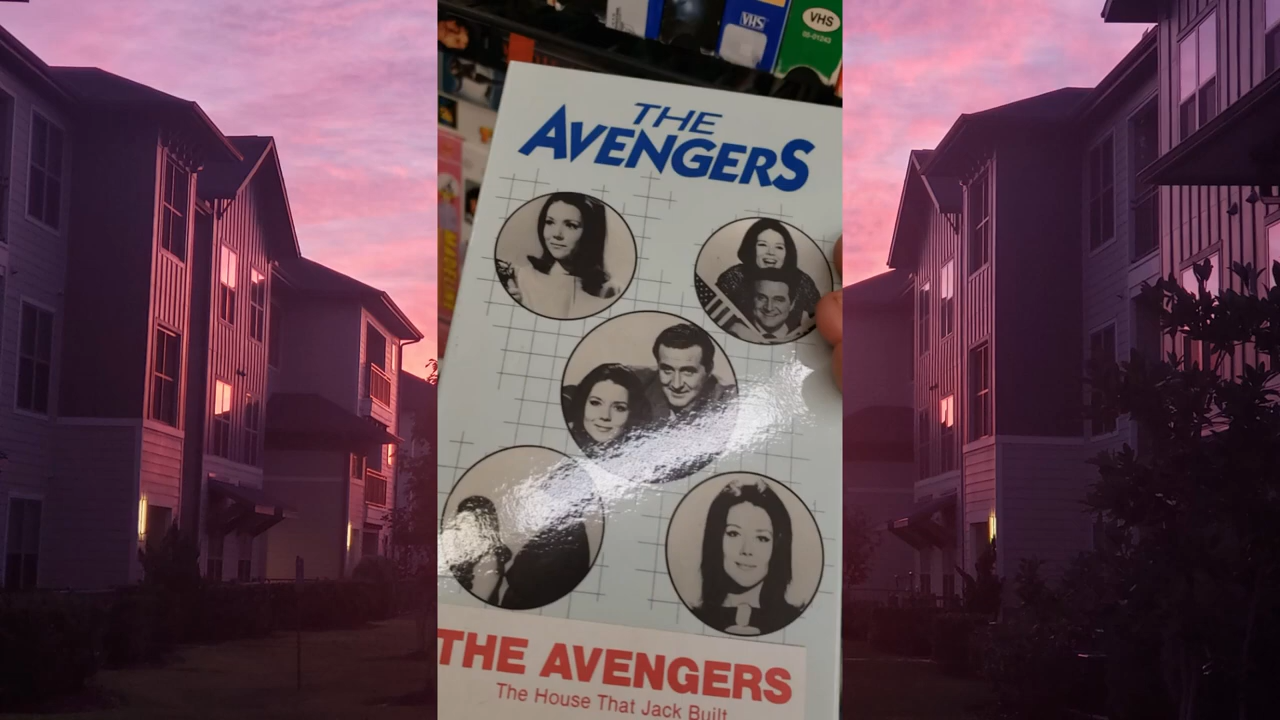 VHS
VHS
THE
AVENGERS
THE AVENGERS
The House That Jack Built